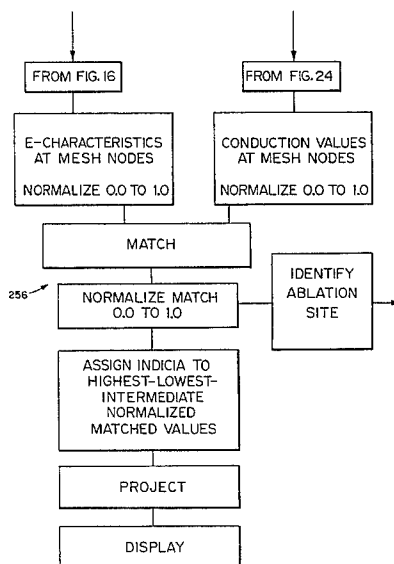 FROM FIG. 16
FROM FIG. 24
E-CHARACTERISTICS
AT MESH NODES
NORMALIZE 0.0 TO 1.0
CONDUCTION VALUES
AT MESH NODES
NORMALIZE 0.0 TO 1.0
MATCH
256
NORMALIZE MATCH
0.0 TO 1.0
IDENTIFY
ABLATION
SITE
ASSIGN INDICIA TO
HIGHEST-LOWEST-
INTERMEDIATE
NORMALIZED
MATCHED VALUES
PROJECT
DISPLAY